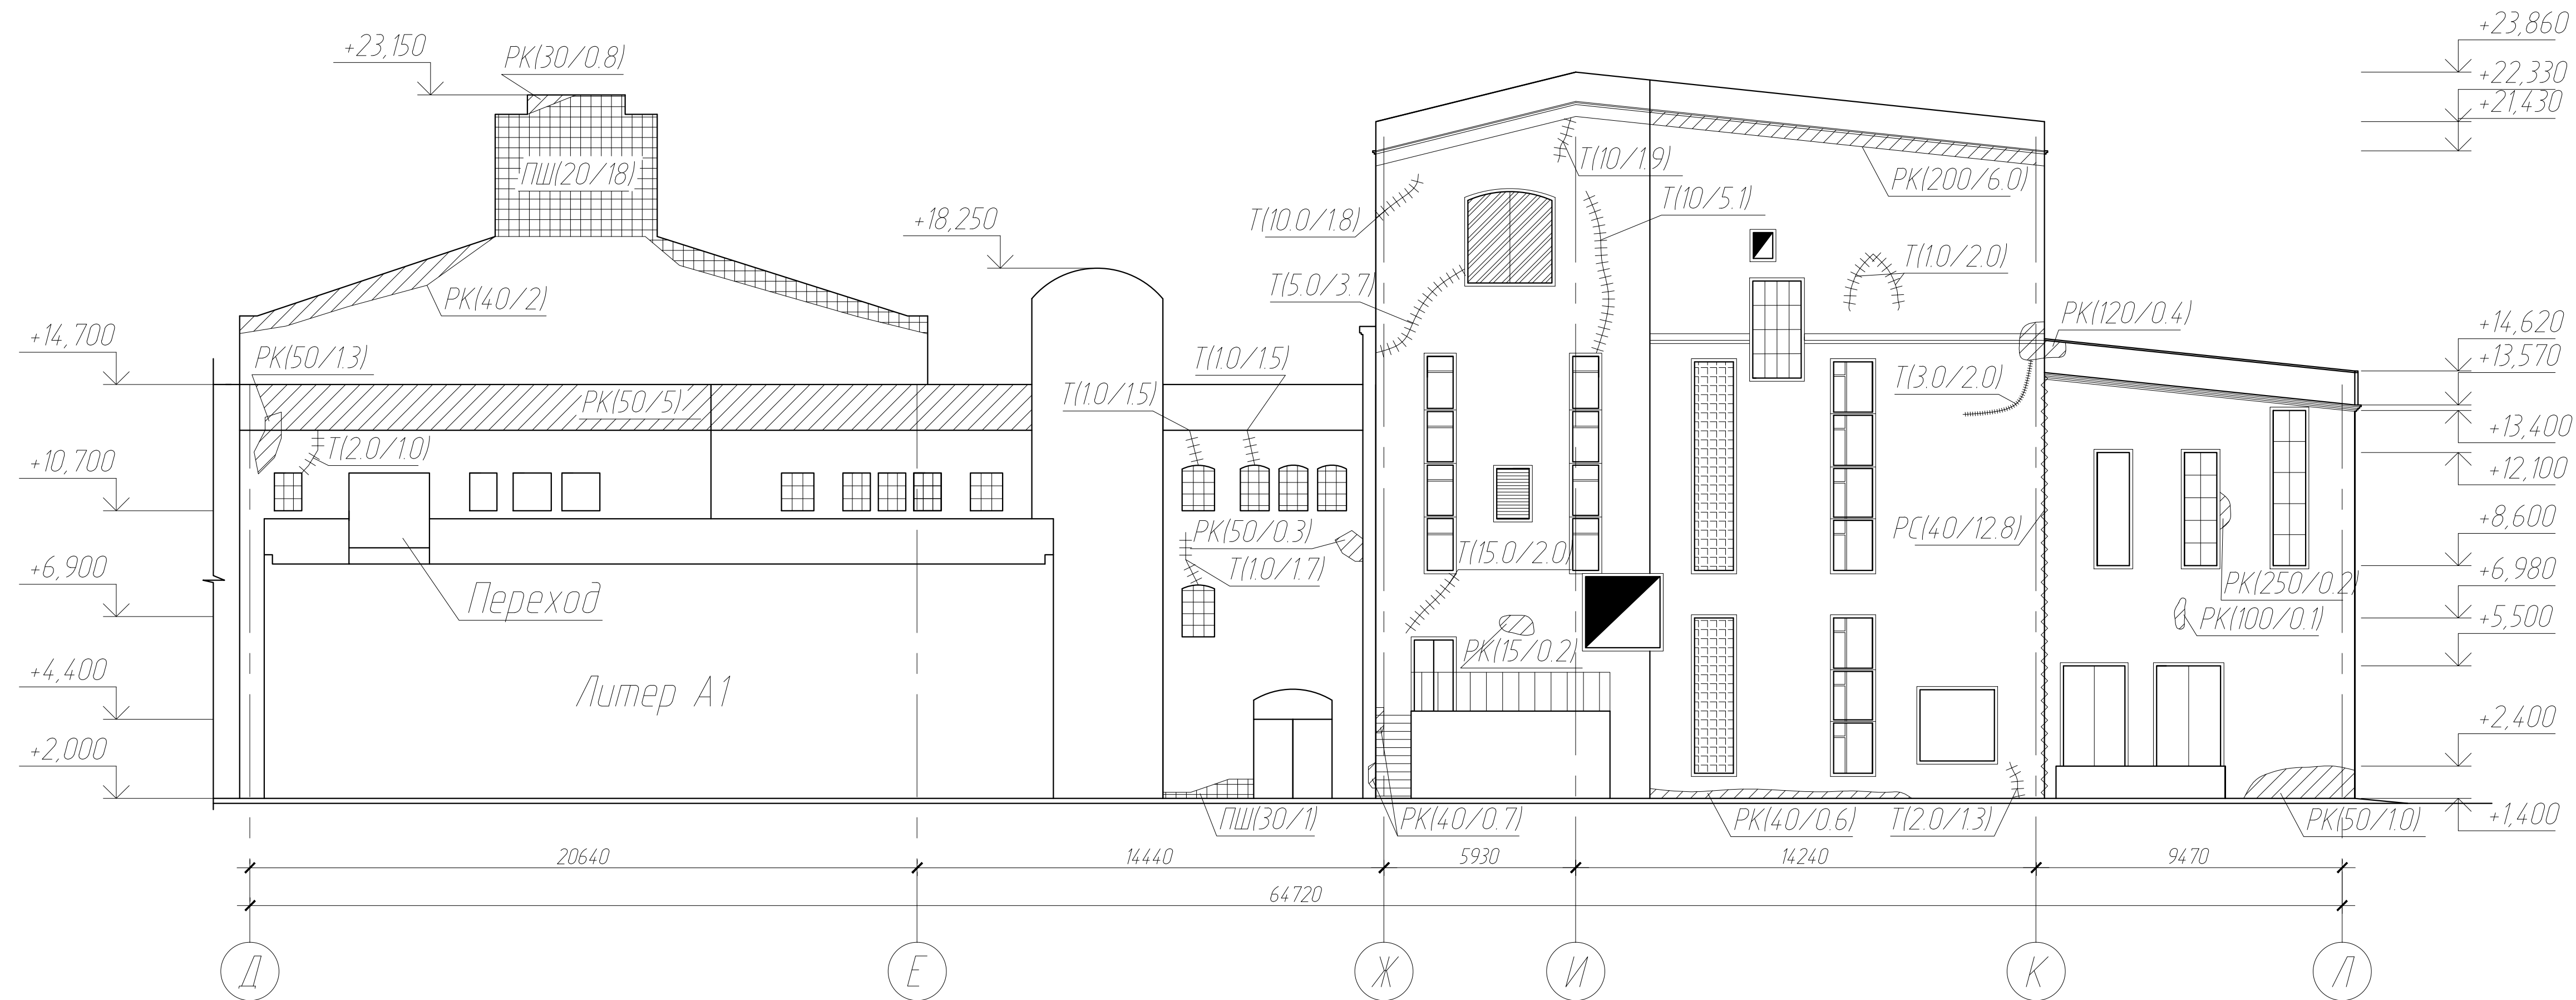 +23,860
+23,150
РК(30/0.8)
+22,330
+21,430
Т(10/1.9)
ПШ(20/18)
РК(200/6.0)
Т(10/5.1)
+18,250
Т(10.0/1.8)
Т(1.0/2.0)
Т(5.0/3.7)
РК(40/2)
РК(120/0.4)
+14,700
+14,620
РК(50/1.3)
Т(1.0/1.5)
+13,570
Т(1.0/1.5)
Т(3.0/2.0)
РК(50/5)
+13,400
Т(2.0/1.0)
+10,700
+12,100
РК(50/0.3)
РС(40/12.8)
+8,600
Т(15.0/2.0)
+6,900
Т(1.0/1.7)
+6,980
РК(250/0.2)
Переход
РК(100/0.1)
+5,500
РК(15/0.2)
+4,400
Литер А1
+2,400
+2,000
ПШ(30/1)
РК(40/0.7)
РК(40/0.6)
Т(2.0/1.3)
РК(50/1.0)
+1,400
20640
14440
5930
14240
9470
64720
Д
Е
Ж
И
К
Л